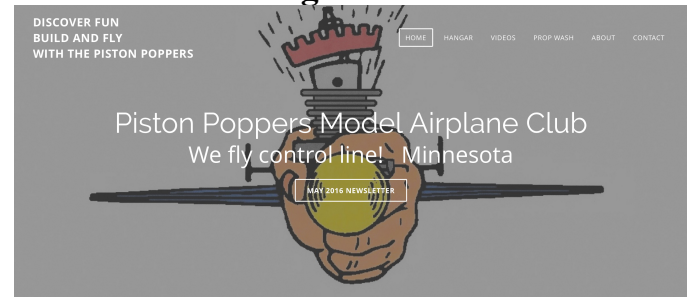 DISCOVER FUN
BUILD AND FLY
WITH THE PISTON POPPERS
HOME HANGAR VIDEOS PROP WASH ABOUT CONTACT
Piston Poppers Model Airplane Club
We fly control line! Minnesota
MAY 2016 NEWSLETTER